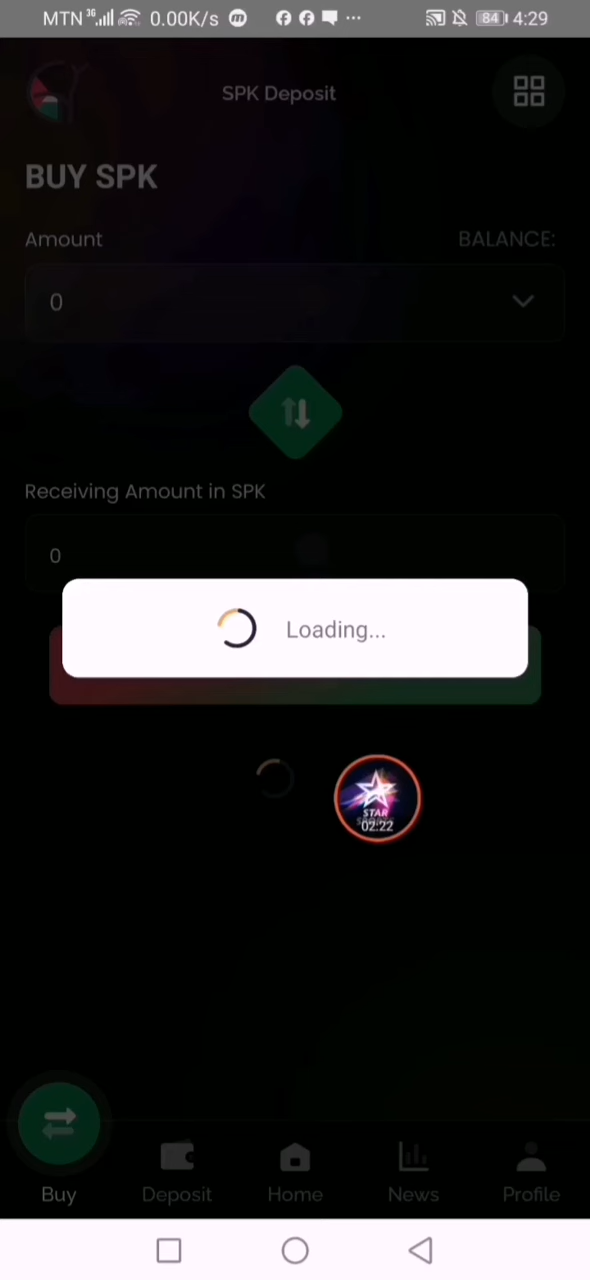 MTN 3G 0.00K/s ... 84 4:29
SPK Deposit
BUY SPK
Amount BALANCE:
0
Receiving Amount in SPK
0
Loading...
STAR
02:22
Buy Deposit Home News Profile